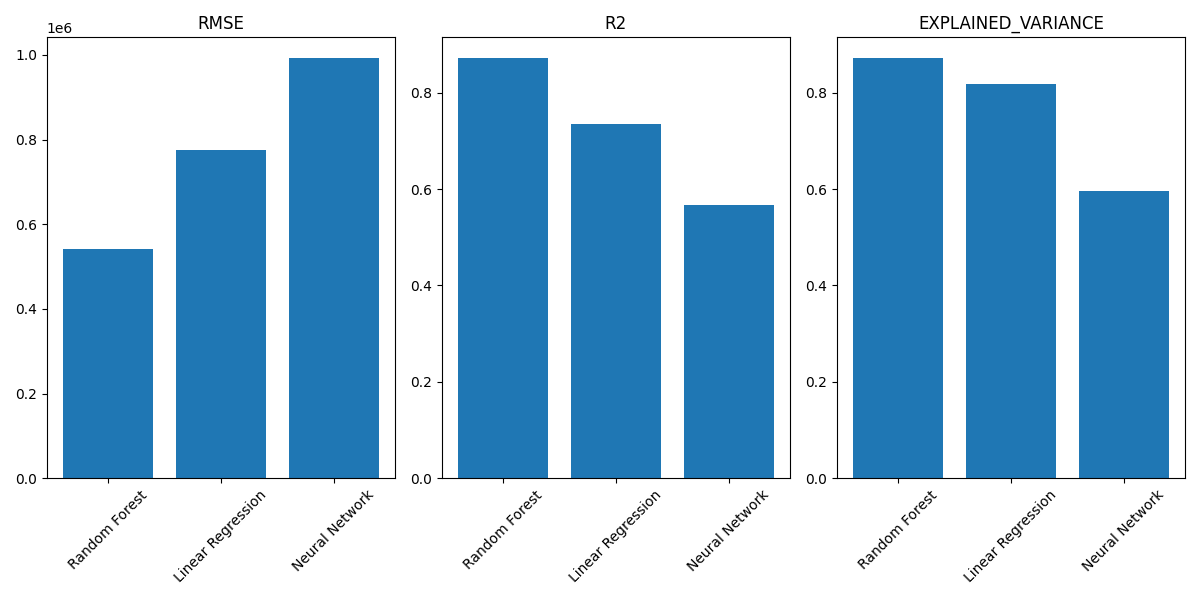 RMSE
1e6
1.0
0.8
0.6
0.4
0.2
0.0
Random Forest
Linear Regression
Neural Network
R2
0.8
0.6
0.4
0.2
0.0
Random Forest
Linear Regression
Neural Network
EXPLAINED_VARIANCE
0.8
0.6
0.4
0.2
0.0
Random Forest
Linear Regression
Neural Network